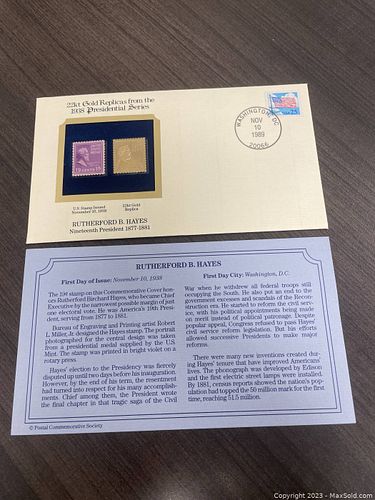 22kt Gold Replicas from the
1938 Presidential Series
WASHINGTON, DC
NOV
10
1989
20066
U.S. Stamp Issued
November 10, 1938
22kt Gold
Replica
RUTHERFORD B. HAYES
Nineteenth President 1877-1881
RUTHERFORD B. HAYES
First Day of Issue: November 10, 1938
First Day City: Washington, D.C.
The 19¢ stamp on this Commemorative Cover hon-
ors Rutherford Birchard Hayes, who became Chief
Executive by the narrowest possible margin of just
one electoral vote. He was America's 19th Presi-
dent, serving from 1877 to 1881.
Bureau of Engraving and Printing artist Robert
L. Miller, Jr. designed the Hayes stamp. The portrait
photographed for the central design was taken
from a presidential medal supplied by the U.S.
Mint. The stamp was printed in bright violet on a
rotary press.
Hayes' election to the Presidency was fiercely
disputed up until two days before his inauguration.
However, by the end of his term, the resentment
had turned into respect for his many accomplish-
ments. Chief among them, the President wrote
the final chapter in that tragic saga of the Civil
War when he withdrew all federal troops still
occupying the South. He also put an end to the
government excesses and scandals of the Recon-
struction era. He started to reform the civil serv-
ice, with his political appointments being made
on merit instead of political patronage. Despite
popular appeal, Congress refused to pass Hayes'
civil service reform legislation. But his efforts
allowed successive Presidents to make major
reforms.
There were many new inventions created dur-
ing Hayes' tenure that have improved Americans'
lives. The phonograph was developed by Edison
and the first electric street lamps were installed.
By 1881, census reports showed the nation's pop-
ulation had topped the 50 million mark for the first
time, reaching 51.5 million.
© Postal Commemorative Society
Copyright 2023 - MaxSold.com